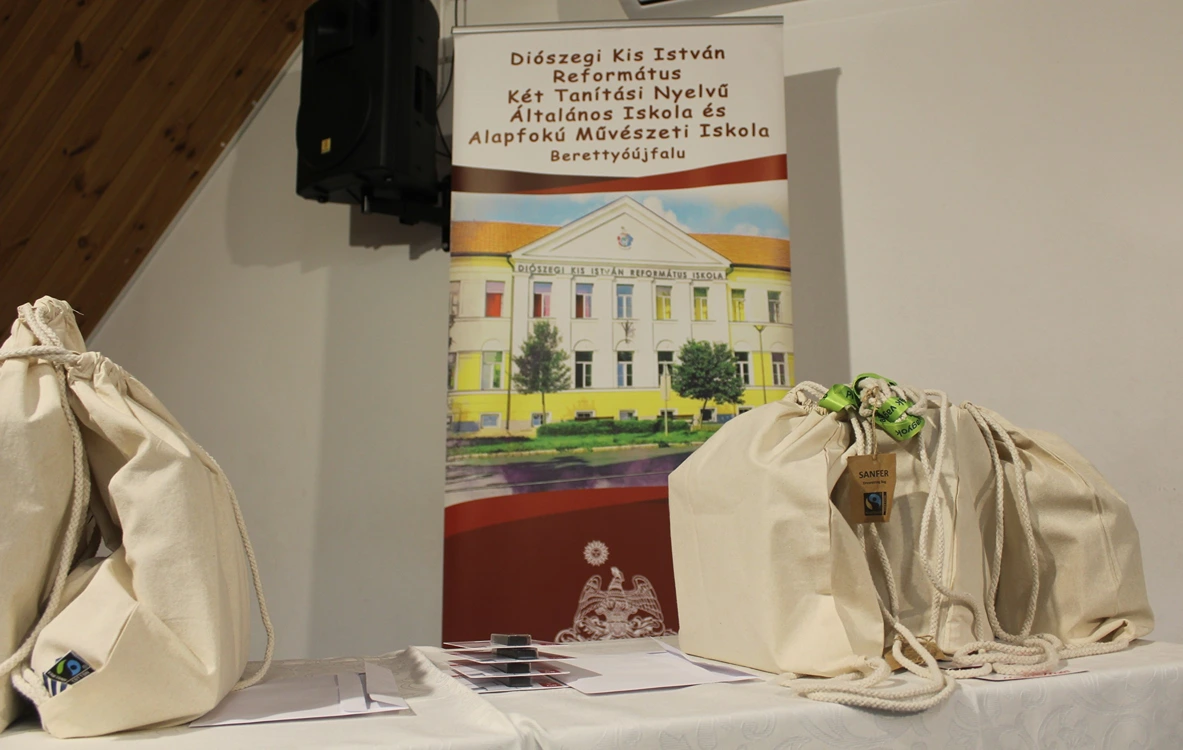 Diószegi Kis István
Református
Két Tanítási Nyelvű
Általános Iskola és
Alapfokú Művészeti Iskola
Berettyóújfalu
DIÓSZEGI KIS ISTVÁN REFORMÁTUS ISKOLA
SANFER